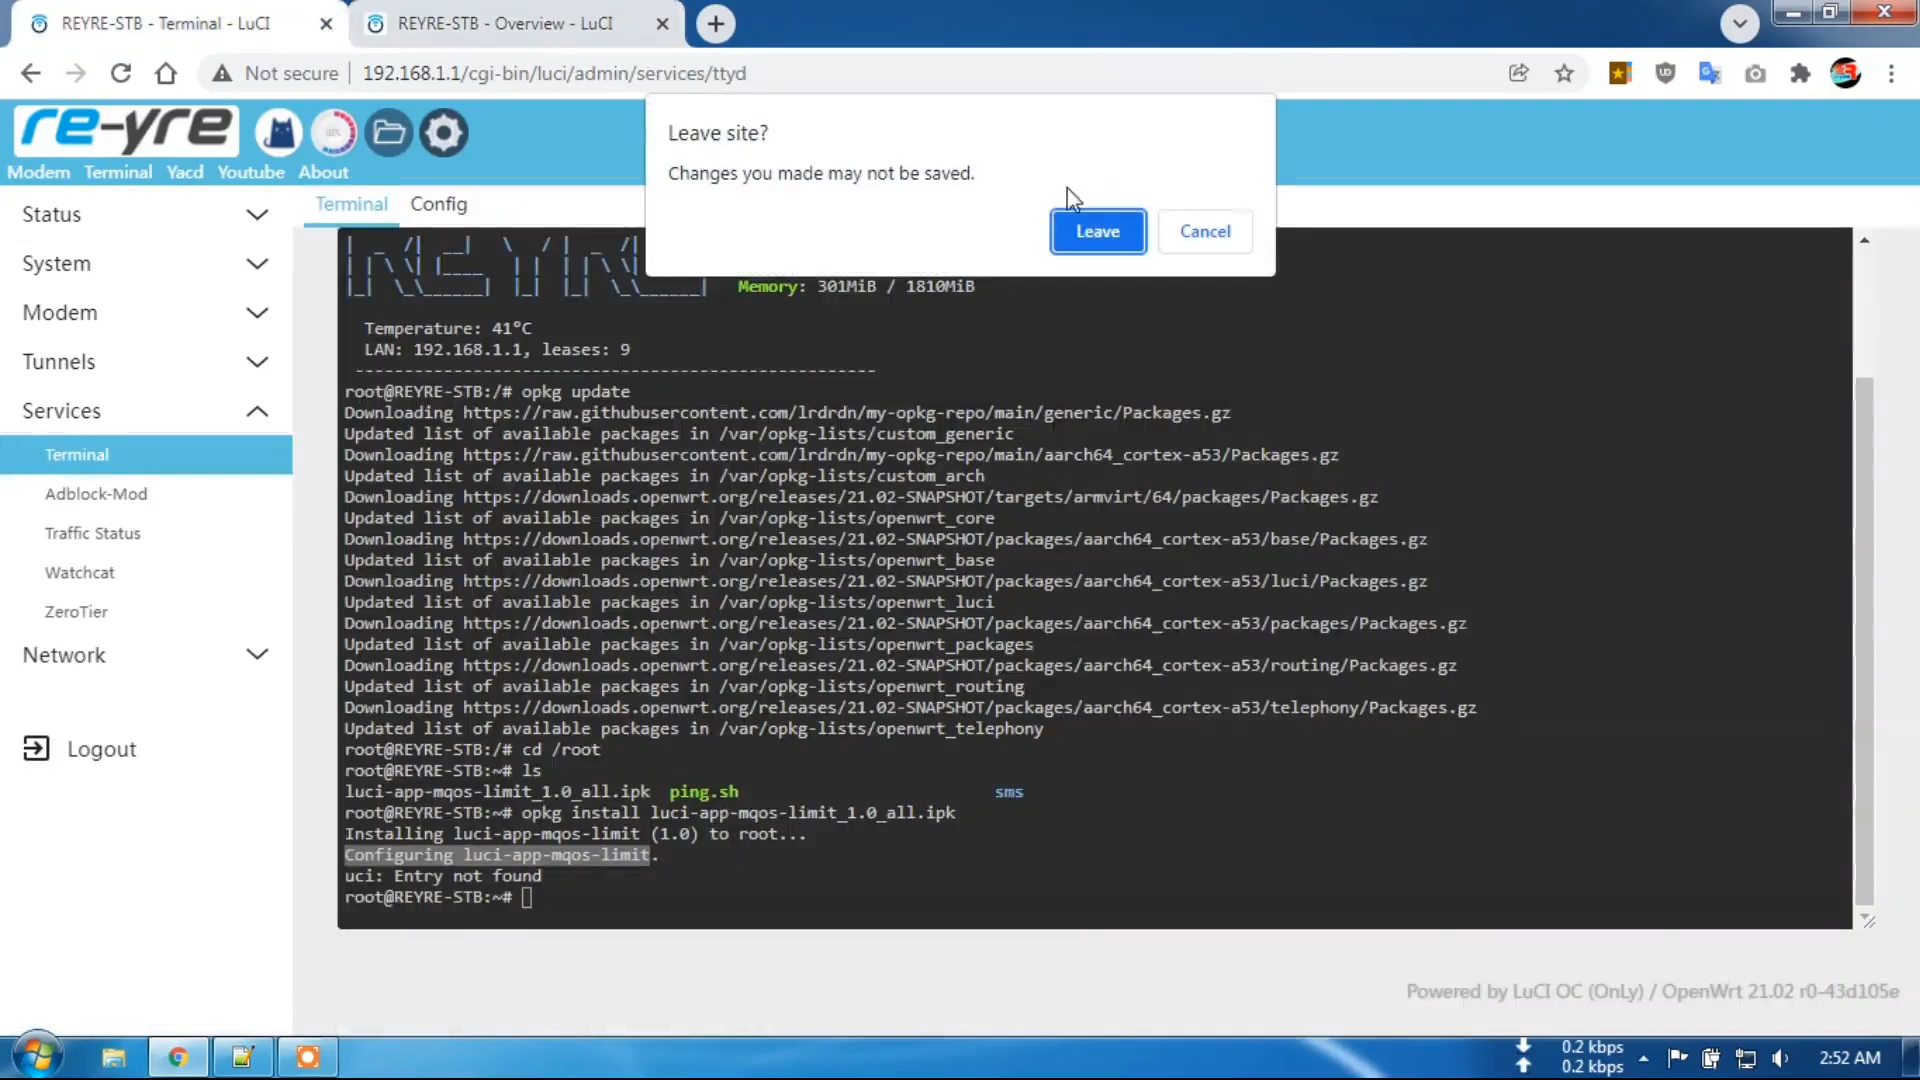 REYRE-STB - Terminal - LuCI
REYRE-STB - Overview - LuCI
Not secure
192.168.1.1/cgi-bin/luci/admin/services/ttyd
re-yre
Modem Terminal Yacd Youtube About
Leave site?
Changes you made may not be saved.
Leave
Cancel
Status
System
Modem
Tunnels
Services
Terminal
Adblock-Mod
Traffic Status
Watchcat
ZeroTier
Network
Logout
Terminal Config
Memory: 301MiB / 1810MiB
Temperature: 41°C
LAN: 192.168.1.1, leases: 9
root@REYRE-STB:/# opkg update
Downloading https://raw.githubusercontent.com/lrdrdn/my-opkg-repo/main/generic/Packages.gz
Updated list of available packages in /var/opkg-lists/custom_generic
Downloading https://raw.githubusercontent.com/lrdrdn/my-opkg-repo/main/aarch64_cortex-a53/Packages.gz
Updated list of available packages in /var/opkg-lists/custom_arch
Downloading https://downloads.openwrt.org/releases/21.02-SNAPSHOT/targets/armvirt/64/packages/Packages.gz
Updated list of available packages in /var/opkg-lists/openwrt_core
Downloading https://downloads.openwrt.org/releases/21.02-SNAPSHOT/packages/aarch64_cortex-a53/base/Packages.gz
Updated list of available packages in /var/opkg-lists/openwrt_base
Downloading https://downloads.openwrt.org/releases/21.02-SNAPSHOT/packages/aarch64_cortex-a53/luci/Packages.gz
Updated list of available packages in /var/opkg-lists/openwrt_luci
Downloading https://downloads.openwrt.org/releases/21.02-SNAPSHOT/packages/aarch64_cortex-a53/packages/Packages.gz
Updated list of available packages in /var/opkg-lists/openwrt_packages
Downloading https://downloads.openwrt.org/releases/21.02-SNAPSHOT/packages/aarch64_cortex-a53/routing/Packages.gz
Updated list of available packages in /var/opkg-lists/openwrt_routing
Downloading https://downloads.openwrt.org/releases/21.02-SNAPSHOT/packages/aarch64_cortex-a53/telephony/Packages.gz
Updated list of available packages in /var/opkg-lists/openwrt_telephony
root@REYRE-STB:/# cd /root
root@REYRE-STB:~# ls
luci-app-mqos-limit_1.0_all.ipk ping.sh sms
root@REYRE-STB:~# opkg install luci-app-mqos-limit_1.0_all.ipk
Installing luci-app-mqos-limit (1.0) to root...
Configuring luci-app-mqos-limit.
uci: Entry not found
root@REYRE-STB:~#
Powered by LuCI OC (OnLy) / OpenWrt 21.02 r0-43d105e
0.2 kbps
0.2 kbps
2:52 AM